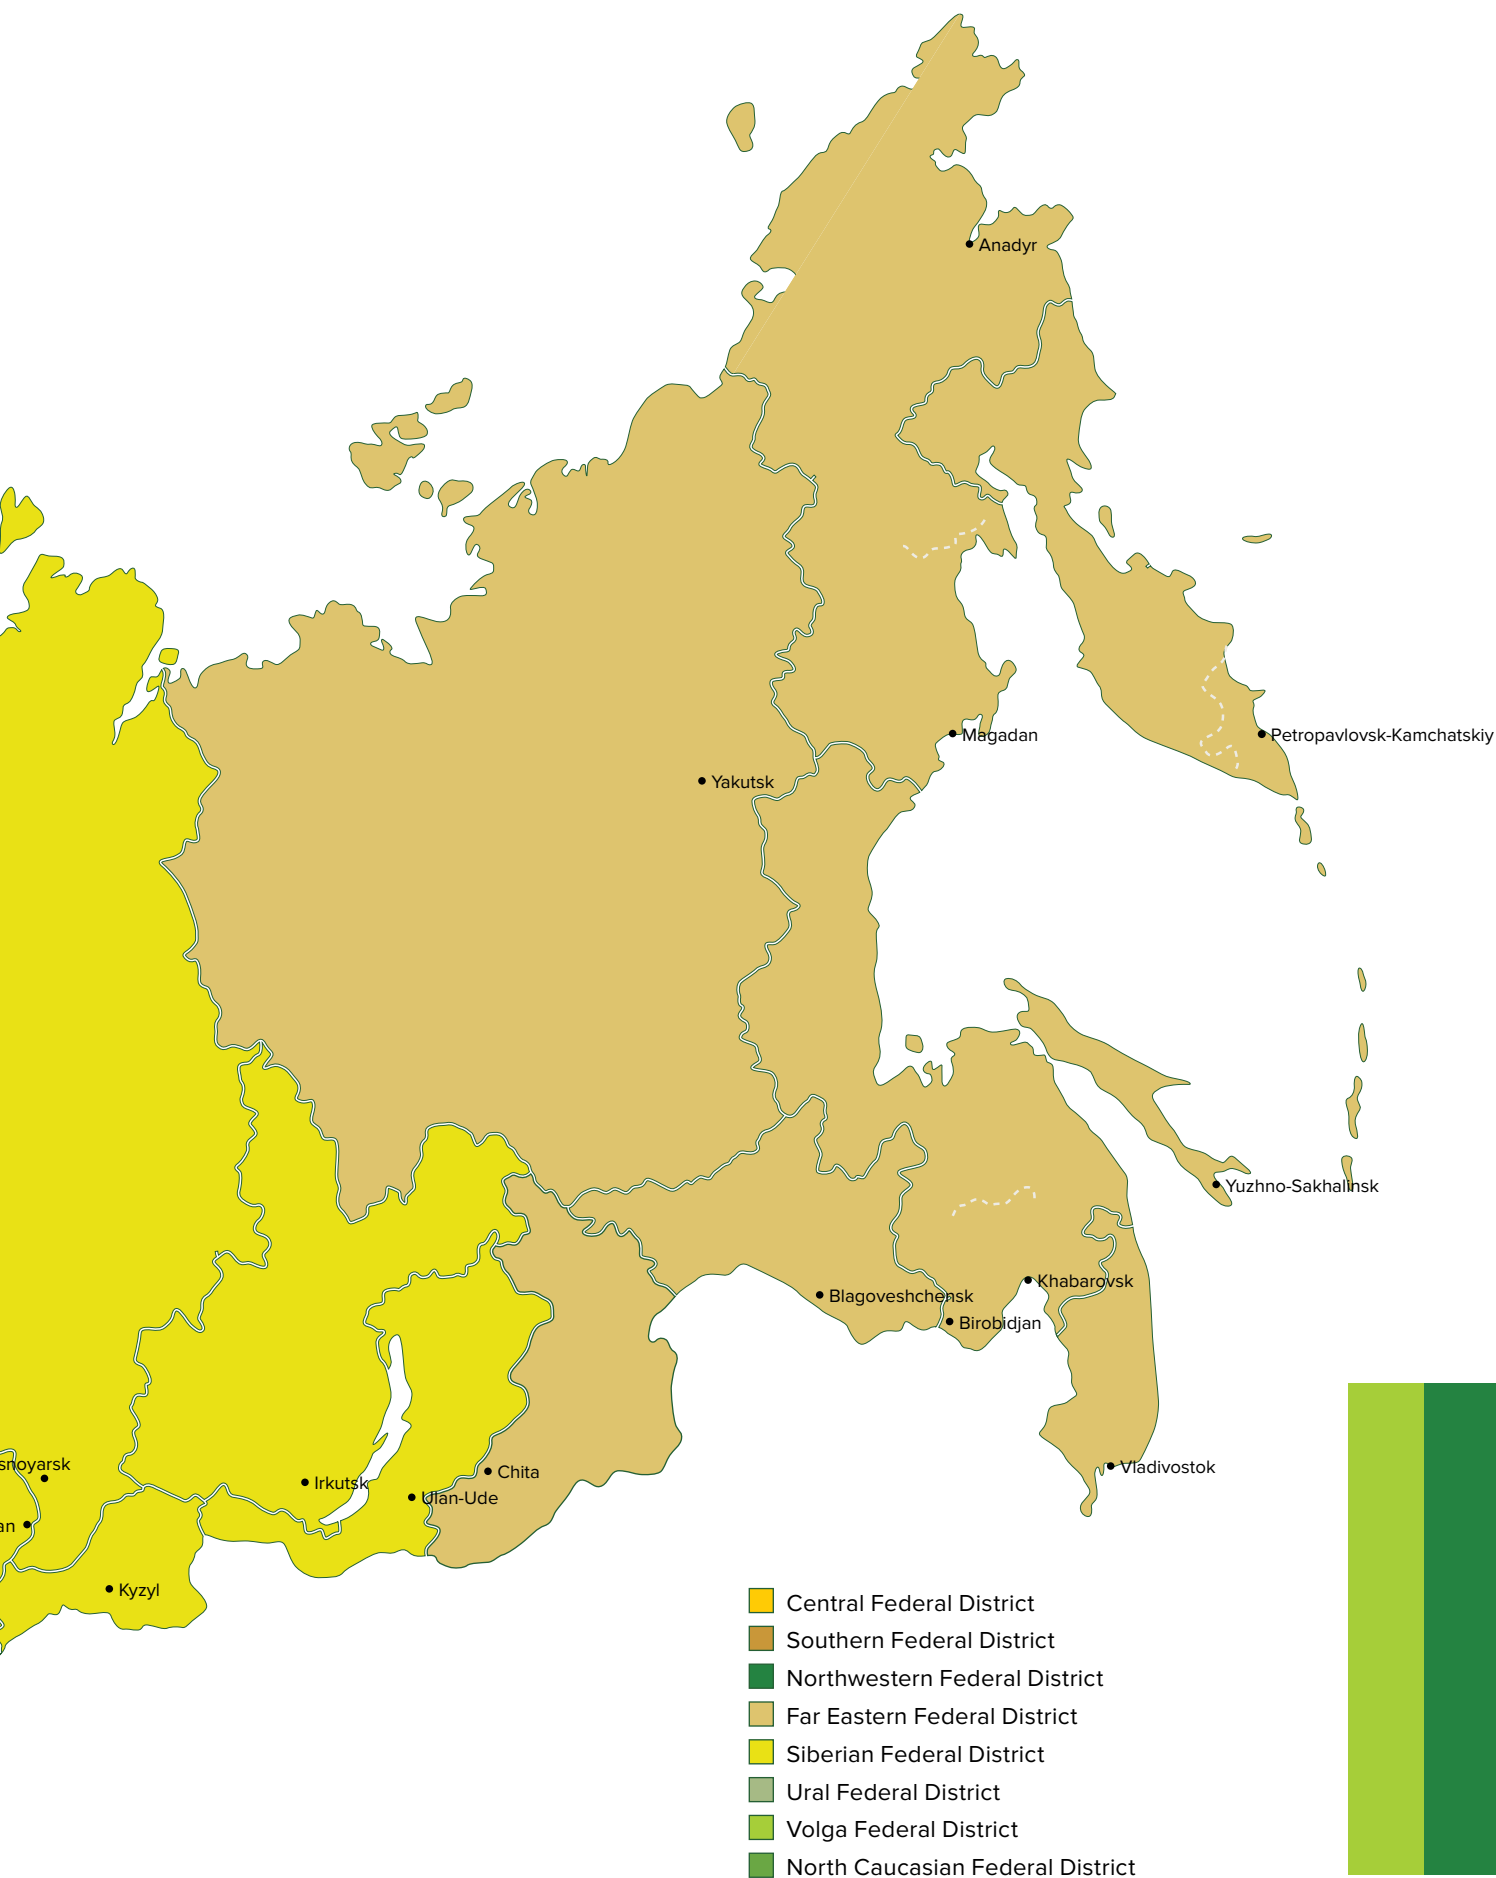 Anadyr
Magadan
Petropavlovsk-Kamchatskiy
Yakutsk
Yuzhno-Sakhalinsk
Khabarovsk
Blagoveshchensk
Birobidjan
snoyarsk
Chita
Vladivostok
Irkutsk
Ulan-Ude
an
Kyzyl
Central Federal District
Southern Federal District
Northwestern Federal District
Far Eastern Federal District
Siberian Federal District
Ural Federal District
Volga Federal District
North Caucasian Federal District